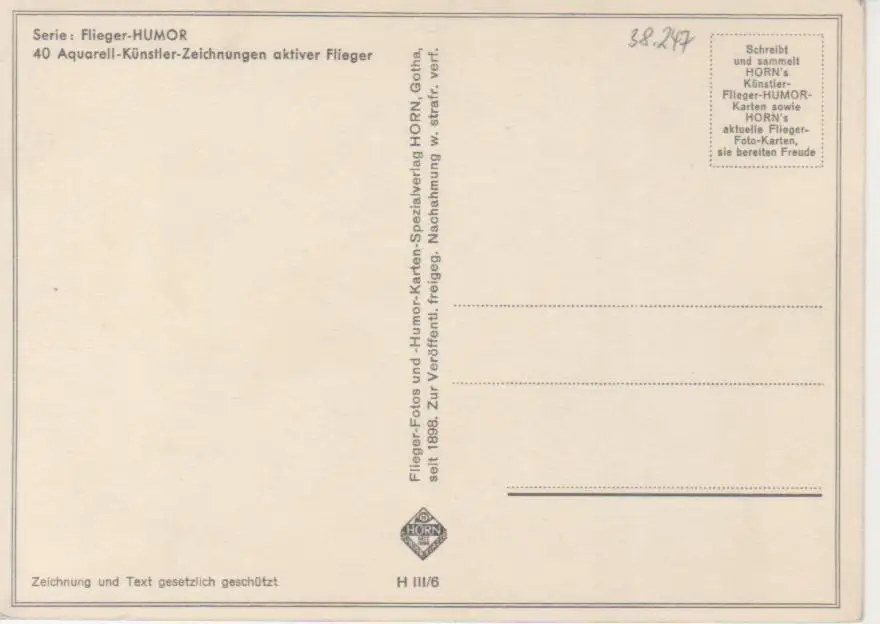 Serie: Flieger-HUMOR
40 Aquarell-Künstler-Zeichnungen aktiver Flieger
Zeichnung und Text gesetzlich geschützt
Flieger-Fotos und -Humor-Karten-Spezialverlag HORN, Gotha,
seit 1898. Zur Veröffentl. freigeg. Nachahmung w. strafr. verf.
HORN
H III/6
38.247
Schreibt
und sammelt
HORN's
Künstler-
Flieger-HUMOR-
Karten sowie
HORN's
aktuelle Flieger-
Foto-Karten,
sie bereiten Freude